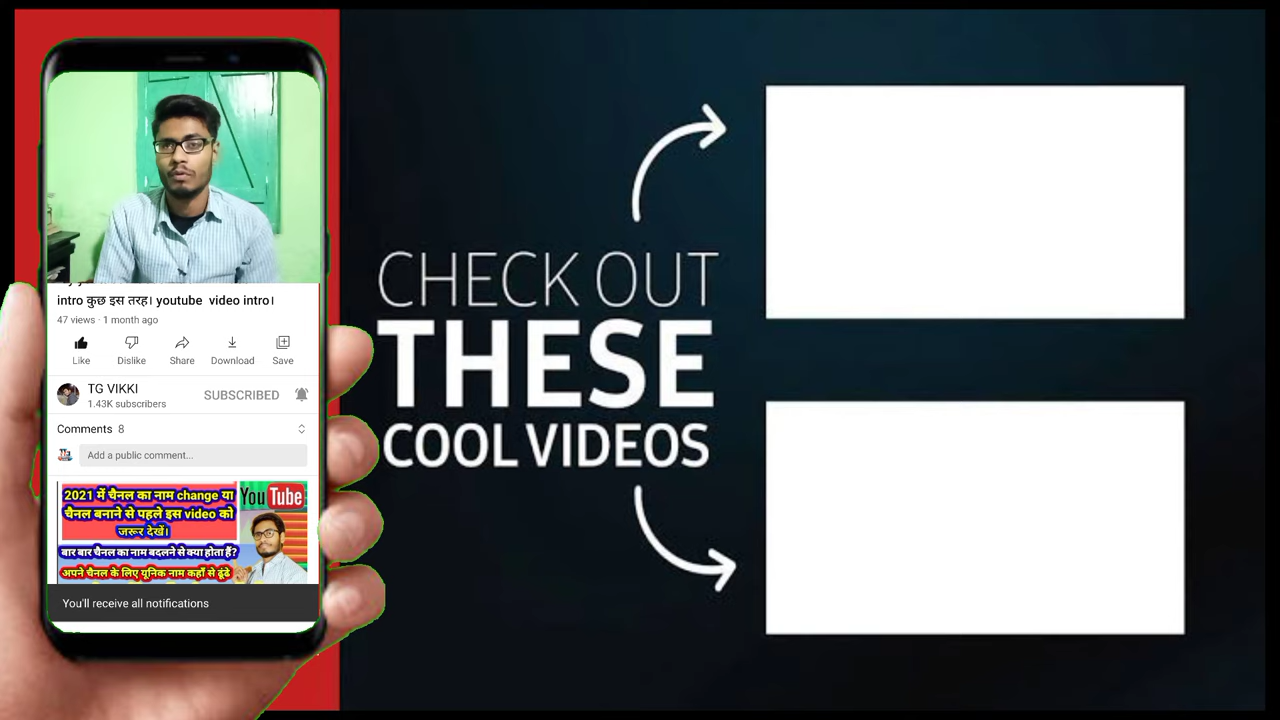 intro कुछ इस तरह। youtube video intro।
47 views · 1 month ago
Like Dislike Share Download Save
TG VIKKI
1.43K subscribers
SUBSCRIBED
Comments 8
Add a public comment...
2021 में चैनल का नाम change या
चैनल बनाने से पहले इस video को
जरूर देखें।
बार बार चैनल का नाम बदलने से क्या होता हैं?
अपने चैनल के लिए यूनिक नाम कहाँ से ढूंढे
YouTube
You'll receive all notifications
CHECK OUT
THESE
COOL VIDEOS